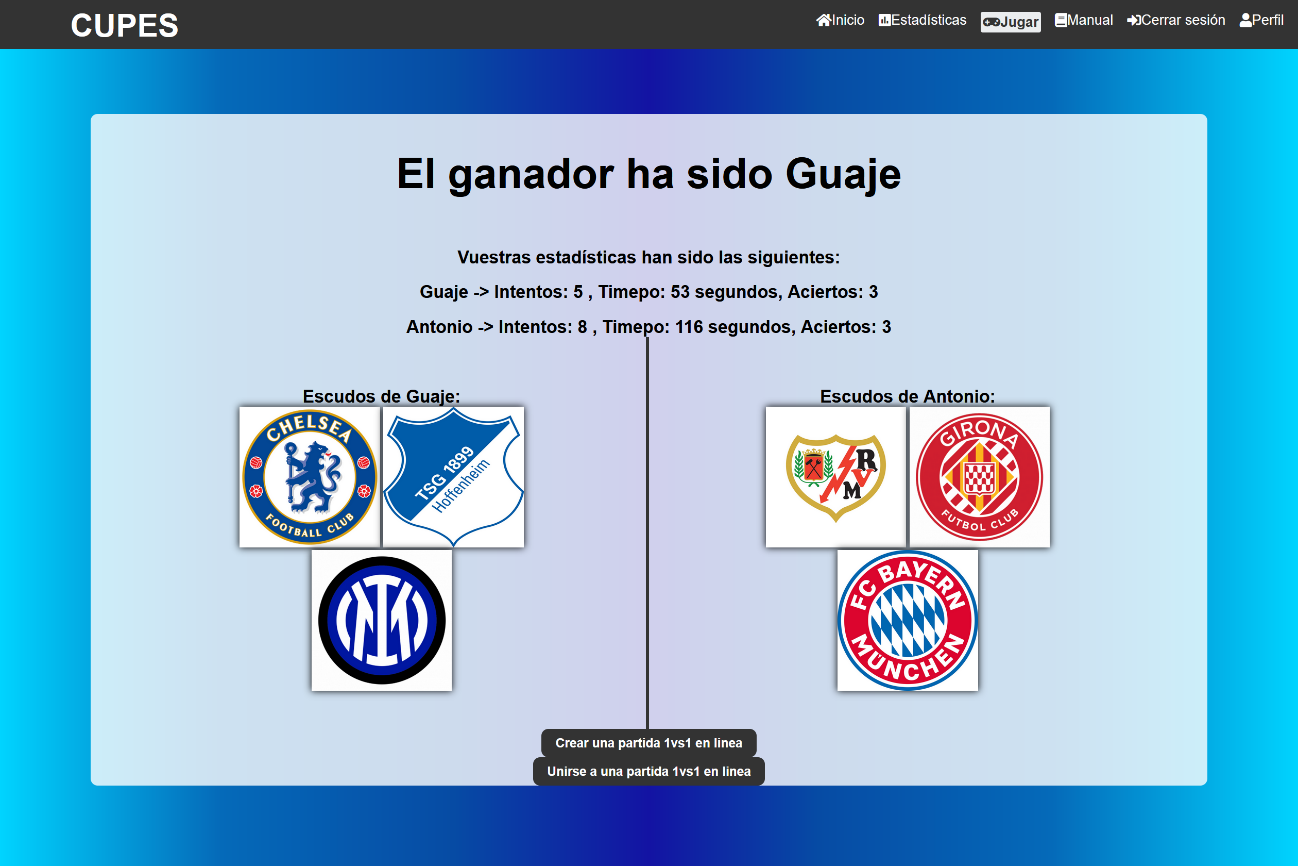 CUPES
Inicio
Estadísticas
Jugar
Manual
Cerrar sesión
Perfil
El ganador ha sido Guaje
Vuestras estadísticas han sido las siguientes:
Guaje -> Intentos: 5 , Timepo: 53 segundos, Aciertos: 3
Antonio -> Intentos: 8 , Timepo: 116 segundos, Aciertos: 3
Escudos de Guaje:
CHELSEA
FOOTBALL CLUB
TSG 1899
Hoffenheim
IM
Escudos de Antonio:
R
V
M
GIRONA
FUTBOL CLUB
FC BAYERN
MÜNCHEN
Crear una partida 1vs1 en linea
Unirse a una partida 1vs1 en linea